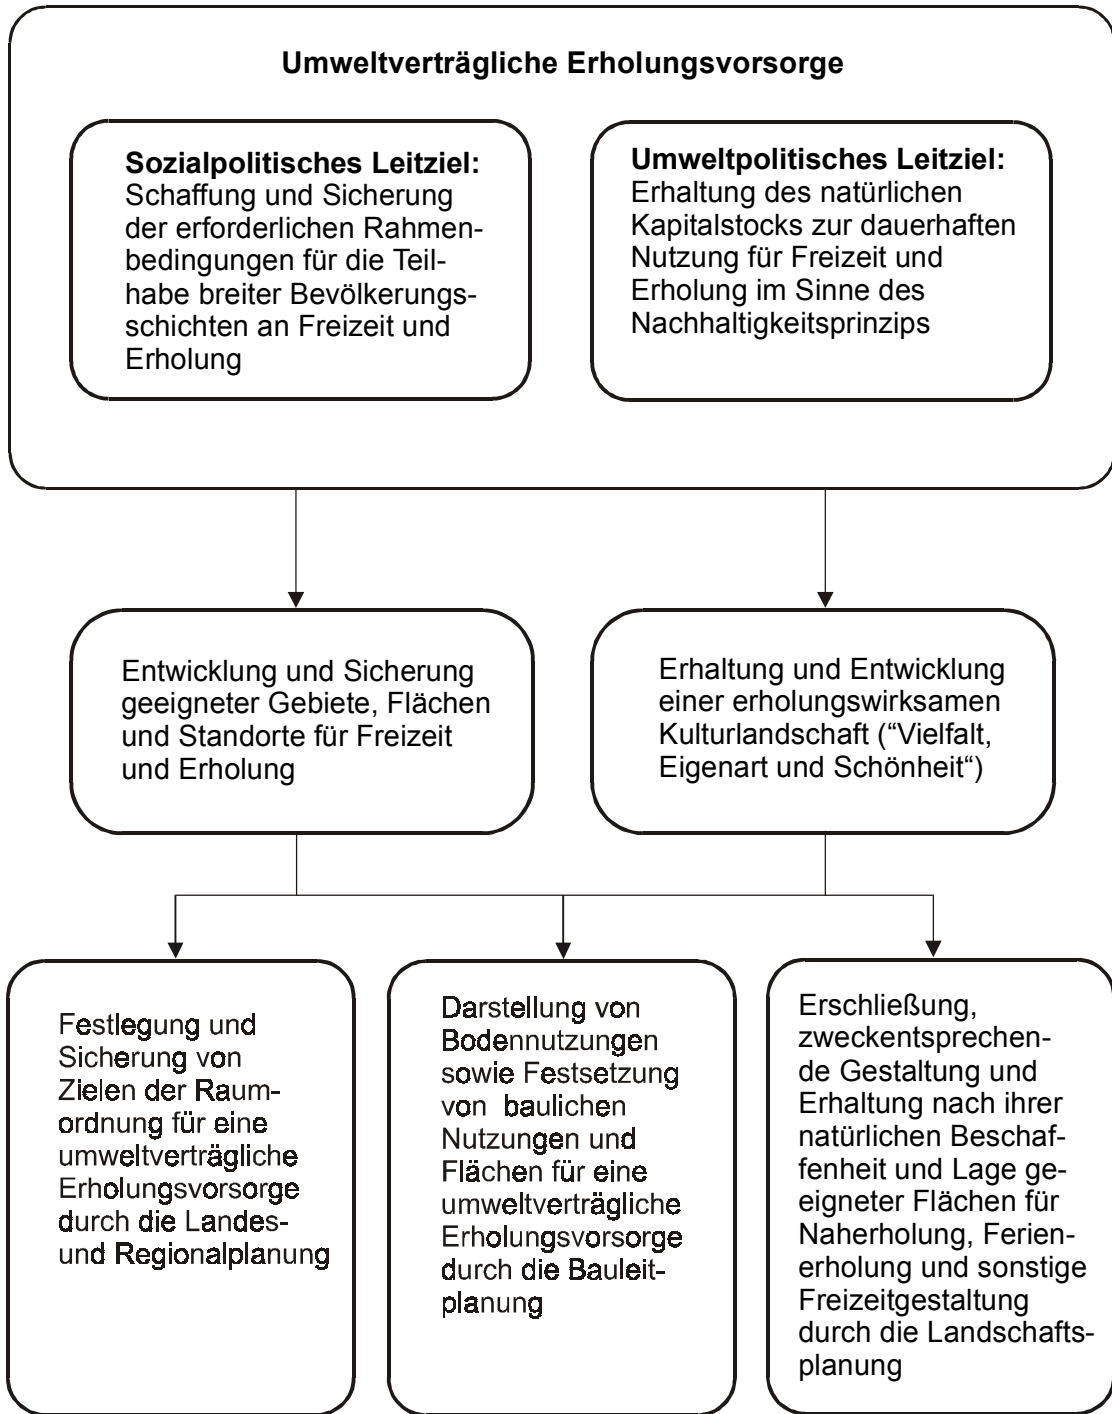 Umweltverträgliche Erholungsvorsorge
Sozialpolitisches Leitziel:
Schaffung und Sicherung
der erforderlichen Rahmen-
bedingungen für die Teil-
habe breiter Bevölkerungs-
schichten an Freizeit und
Erholung
Umweltpolitisches Leitziel:
Erhaltung des natürlichen
Kapitalstocks zur dauerhaften
Nutzung für Freizeit und
Erholung im Sinne des
Nachhaltigkeitsprinzips
Entwicklung und Sicherung
geeigneter Gebiete, Flächen
und Standorte für Freizeit
und Erholung
Erhaltung und Entwicklung
einer erholungswirksamen
Kulturlandschaft (“Vielfalt,
Eigenart und Schönheit“)
Festlegung und
Sicherung von
Zielen der Raum-
ordnung für eine
umweltverträgliche
Erholungsvorsorge
durch die Landes-
und Regionalplanung
Darstellung von
Bodennutzungen
sowie Festsetzung
von baulichen
Nutzungen und
Flächen für eine
umweltverträgliche
Erholungsvorsorge
durch die Bauleit-
planung
Erschließung,
zweckentsprechen-
de Gestaltung und
Erhaltung nach ihrer
natürlichen Beschaf-
fenheit und Lage ge-
eigneter Flächen für
Naherholung, Ferien-
erholung und sonstige
Freizeitgestaltung
durch die Landschafts-
planung